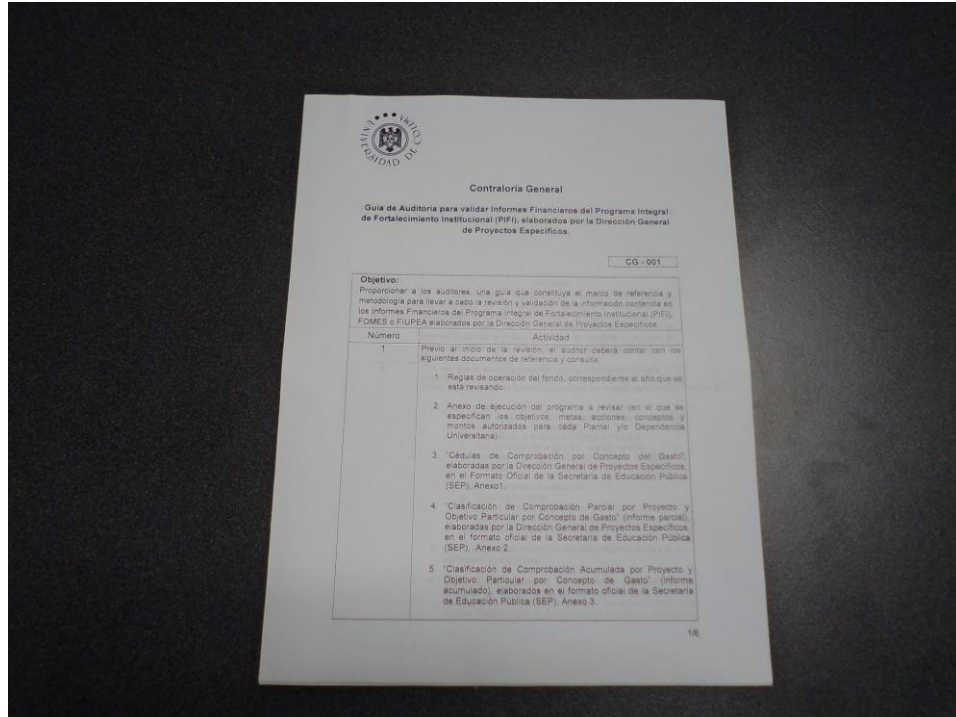 UNIVERSIDAD DE COLIMA
Contraloría General
Guía de Auditoría para validar Informes Financieros del Programa Integral
de Fortalecimiento Institucional (PIFI), elaborados por la Dirección General
de Proyectos Específicos.
CG - 001
Objetivo:
Proporcionar a los auditores, una guía que constituya el marco de referencia y
metodología para llevar a cabo la revisión y validación de la información contenida en
los Informes Financieros del Programa Integral de Fortalecimiento Institucional (PIFI),
FOMES o FIUPEA elaborados por la Dirección General de Proyectos Específicos.
Número Actividad
1 Previo al inicio de la revisión, el auditor deberá contar con los
siguientes documentos de referencia y consulta:
1. Reglas de operación del fondo, correspondiente al año que se
está revisando.
2. Anexo de ejecución del programa a revisar (en el que se
especifican los objetivos, metas, acciones, conceptos y
montos autorizados para cada Plantel y/o Dependencia
Universitaria).
3. "Cédulas de Comprobación por Concepto del Gasto",
elaboradas por la Dirección General de Proyectos Específicos,
en el Formato Oficial de la Secretaría de Educación Pública
(SEP), Anexo1.
4. "Clasificación de Comprobación Parcial por Proyecto y
Objetivo Particular por Concepto de Gasto" (informe parcial),
elaboradas por la Dirección General de Proyectos Específicos,
en el formato oficial de la Secretaría de Educación Pública
(SEP), Anexo 2.
5. "Clasificación de Comprobación Acumulada por Proyecto y
Objetivo Particular por Concepto de Gasto" (informe
acumulado), elaborados en el formato oficial de la Secretaría
de Educación Pública (SEP), Anexo 3.
1/6